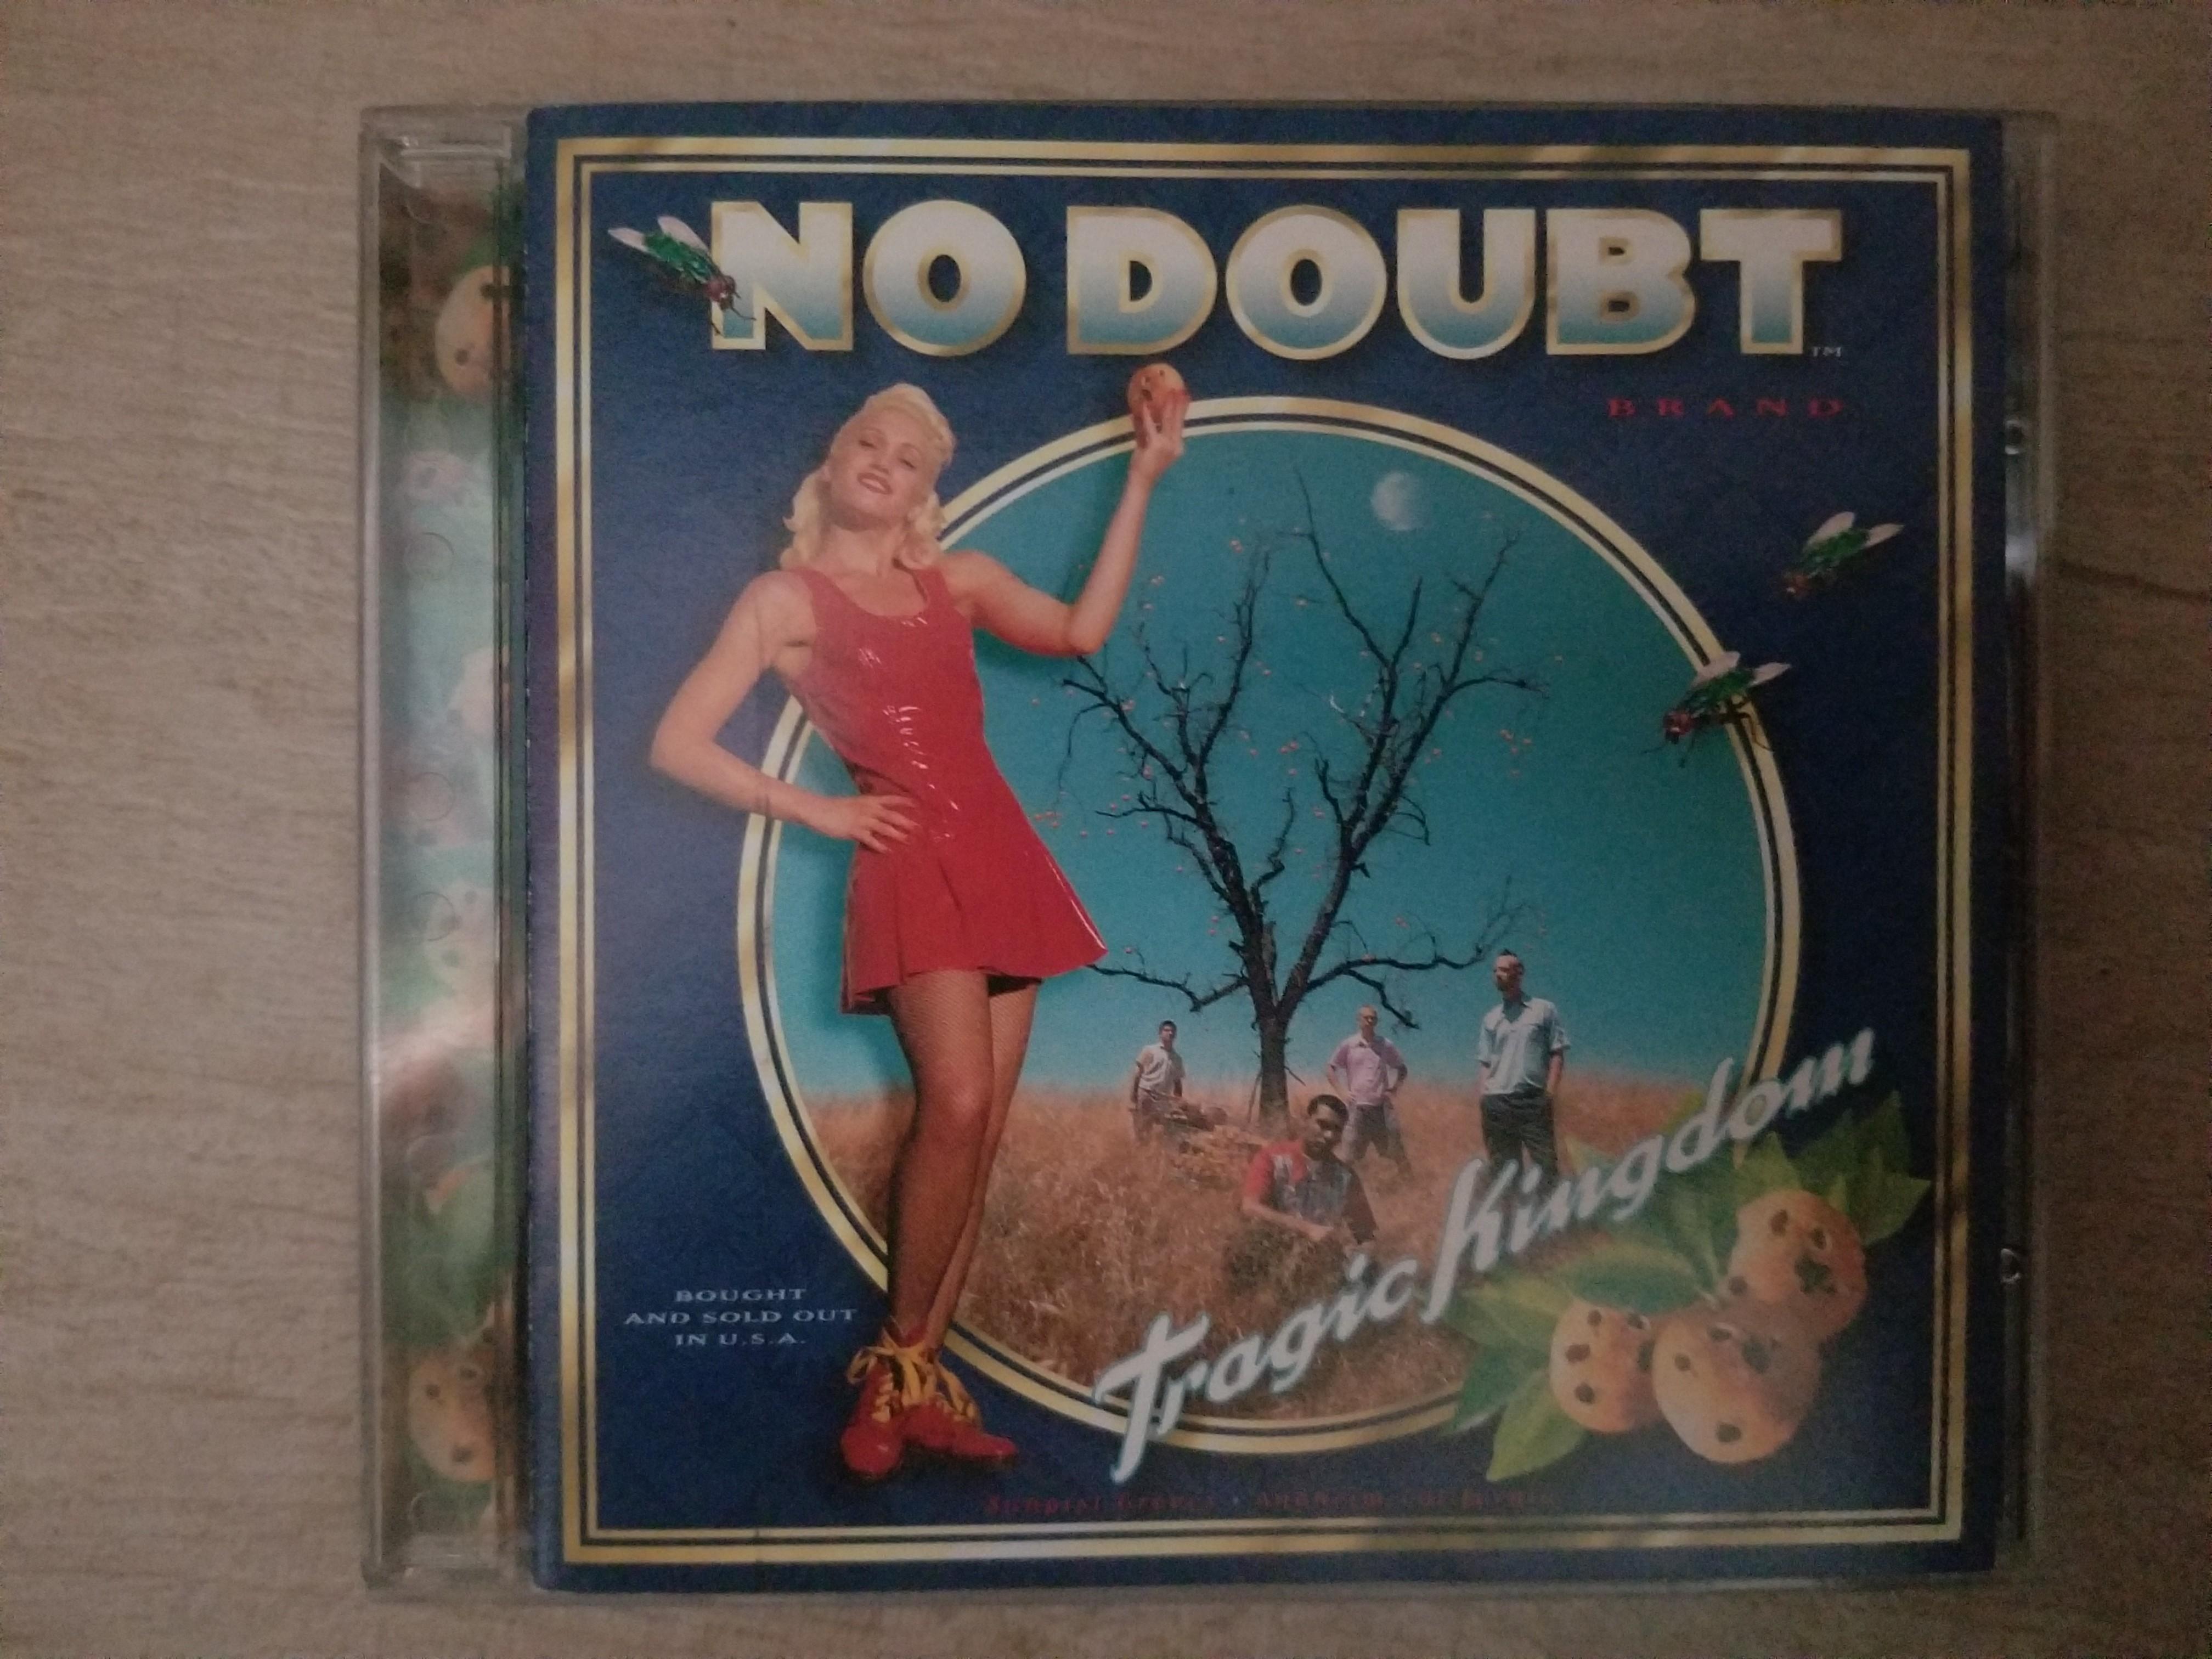 NO DOUBT
TM
BRAND
Tragic Kingdom
BOUGHT
AND SOLD OUT
IN U.S.A.